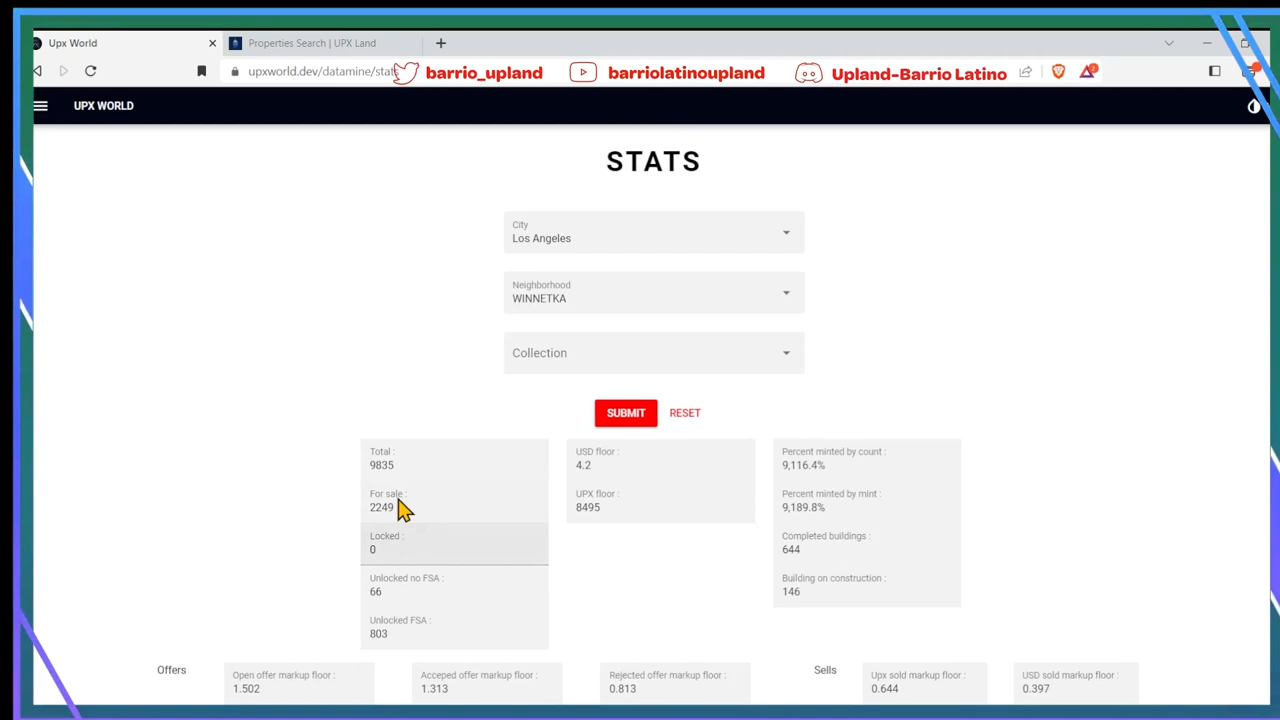 Upx World
Properties Search | UPX Land
upxworld.dev/datamine/stat
barrio_upland
barriolatinoupland
Upland-Barrio Latino
2
UPX WORLD
STATS
City
Los Angeles
Neighborhood
WINNETKA
Collection
SUBMIT
RESET
Total :
9835
For sale :
2249
Locked :
0
Unlocked no FSA :
66
Unlocked FSA :
803
USD floor :
4.2
UPX floor :
8495
Percent minted by count :
9,116.4%
Percent minted by mint :
9,189.8%
Completed buildings :
644
Building on construction :
146
Offers
Open offer markup floor :
1.502
Acceped offer markup floor :
1.313
Rejected offer markup floor :
0.813
Sells
Upx sold markup floor :
0.644
USD sold markup floor :
0.397